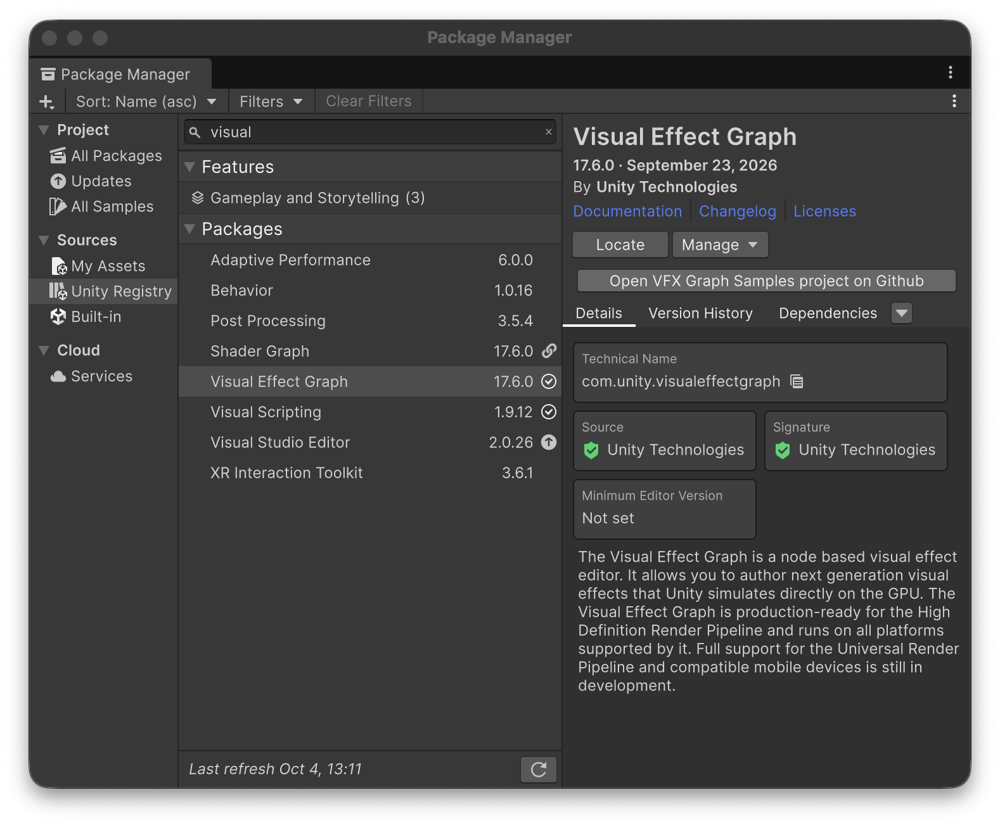 Package Manager
Package Manager
Sort: Name (asc) Filters Clear Filters
Project
All Packages
Updates
All Samples
Sources
My Assets
Unity Registry
Built-in
Cloud
Services
visual
Features
Gameplay and Storytelling (3)
Packages
Adaptive Performance 6.0.0
Behavior 1.0.16
Post Processing 3.5.4
Shader Graph 17.6.0
Visual Effect Graph 17.6.0
Visual Scripting 1.9.12
Visual Studio Editor 2.0.26
XR Interaction Toolkit 3.6.1
Last refresh Oct 4, 13:11
Visual Effect Graph
17.6.0 · September 23, 2026
By Unity Technologies
Documentation Changelog Licenses
Locate Manage
Open VFX Graph Samples project on Github
Details Version History Dependencies
Technical Name
com.unity.visualeffectgraph
Source
Unity Technologies
Signature
Unity Technologies
Minimum Editor Version
Not set
The Visual Effect Graph is a node based visual effect
editor. It allows you to author next generation visual
effects that Unity simulates directly on the GPU. The
Visual Effect Graph is production-ready for the High
Definition Render Pipeline and runs on all platforms
supported by it. Full support for the Universal Render
Pipeline and compatible mobile devices is still in
development.